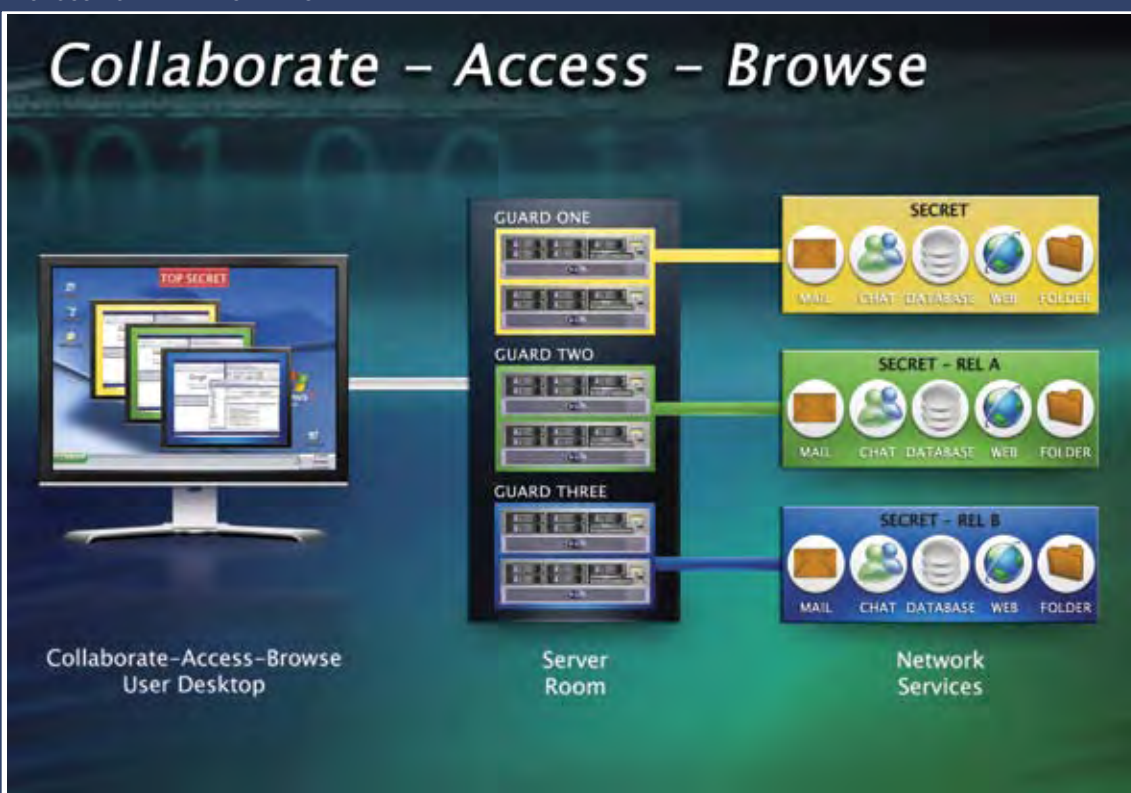 Collaborate – Access – Browse
TOP SECRET
GUARD ONE
GUARD TWO
GUARD THREE
SECRET
MAIL CHAT DATABASE WEB FOLDER
SECRET – REL A
MAIL CHAT DATABASE WEB FOLDER
SECRET – REL B
MAIL CHAT DATABASE WEB FOLDER
Collaborate–Access–Browse
User Desktop
Server
Room
Network
Services